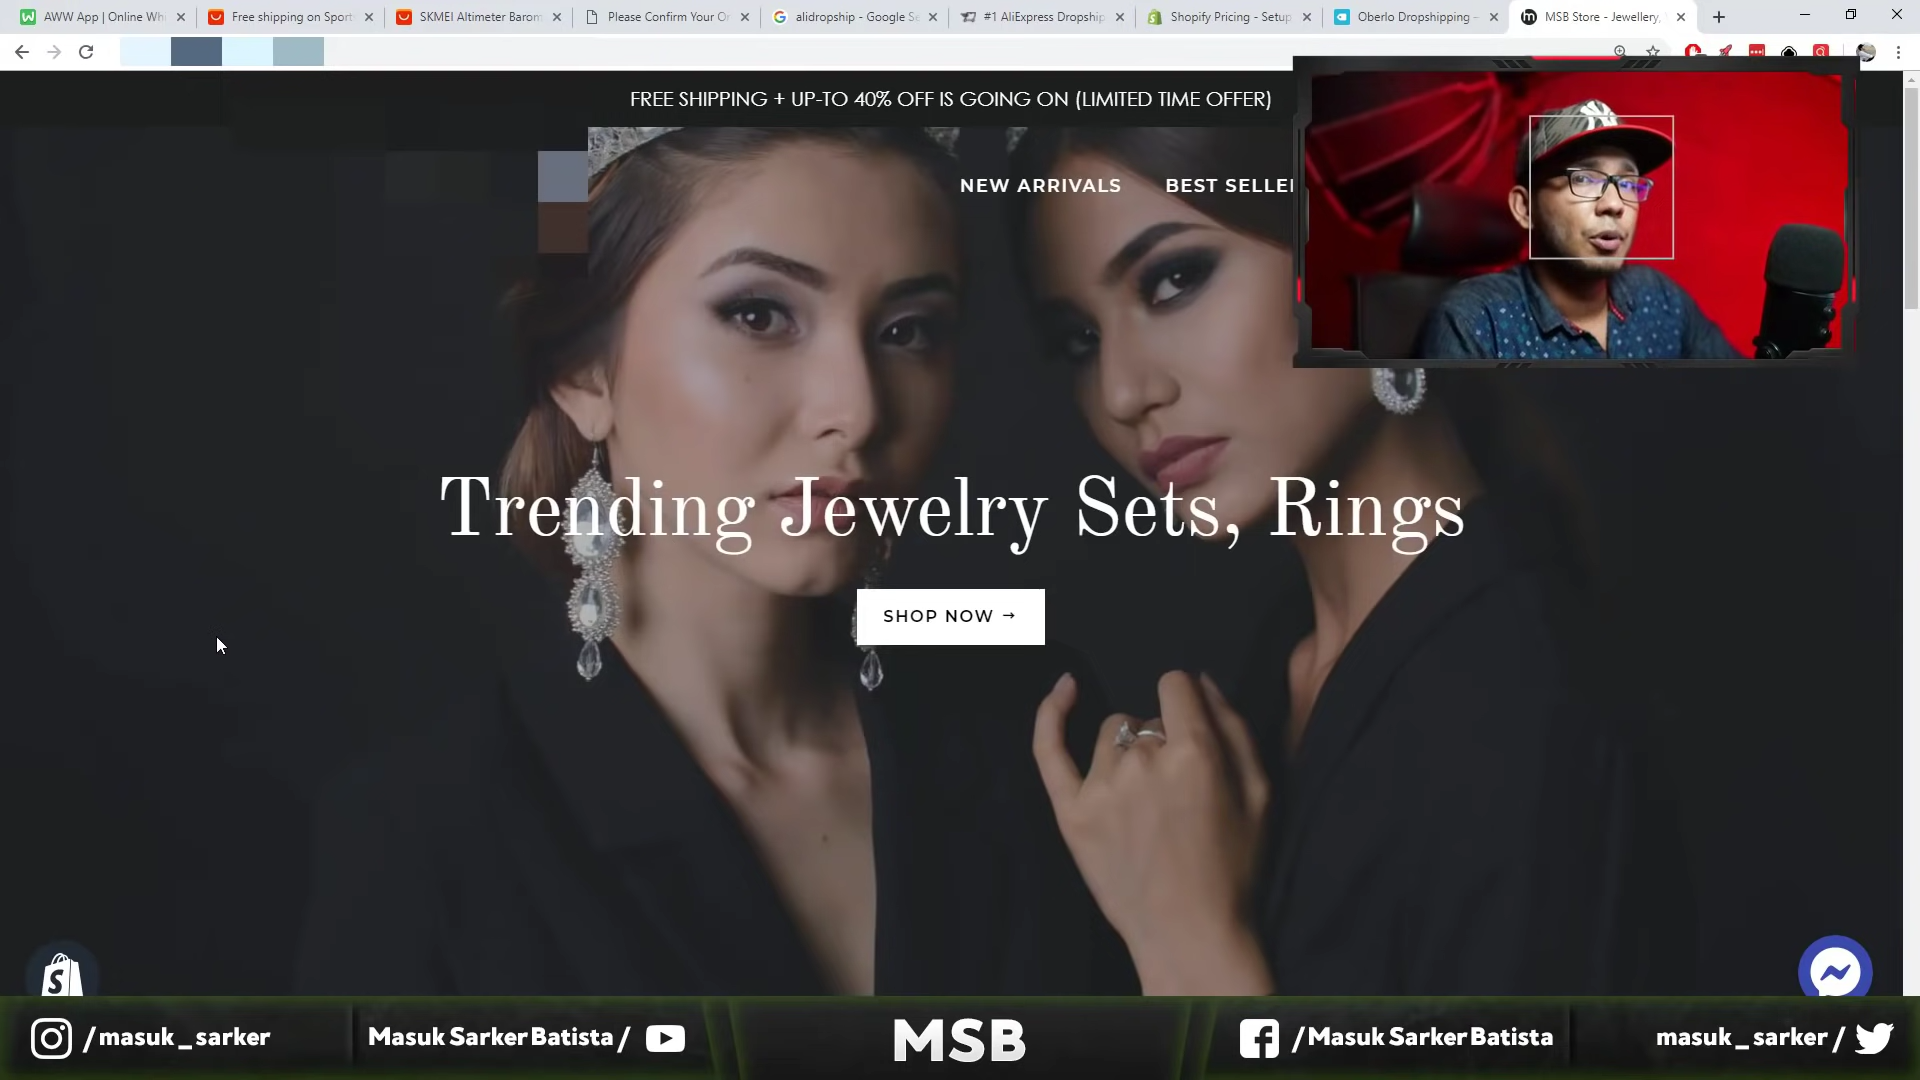 AWW App | Online Whi
Free shipping on Sport
SKMEI Altimeter Barom
Please Confirm Your Or
alidropship - Google Se
#1 AliExpress Dropship
Shopify Pricing - Setup
Oberlo Dropshipping -
MSB Store - Jewellery,
FREE SHIPPING + UP-TO 40% OFF IS GOING ON (LIMITED TIME OFFER)
NEW ARRIVALS
BEST SELLE
Trending Jewelry Sets, Rings
SHOP NOW →
/masuk_sarker
Masuk Sarker Batista /
MSB
/Masuk Sarker Batista
masuk_sarker /